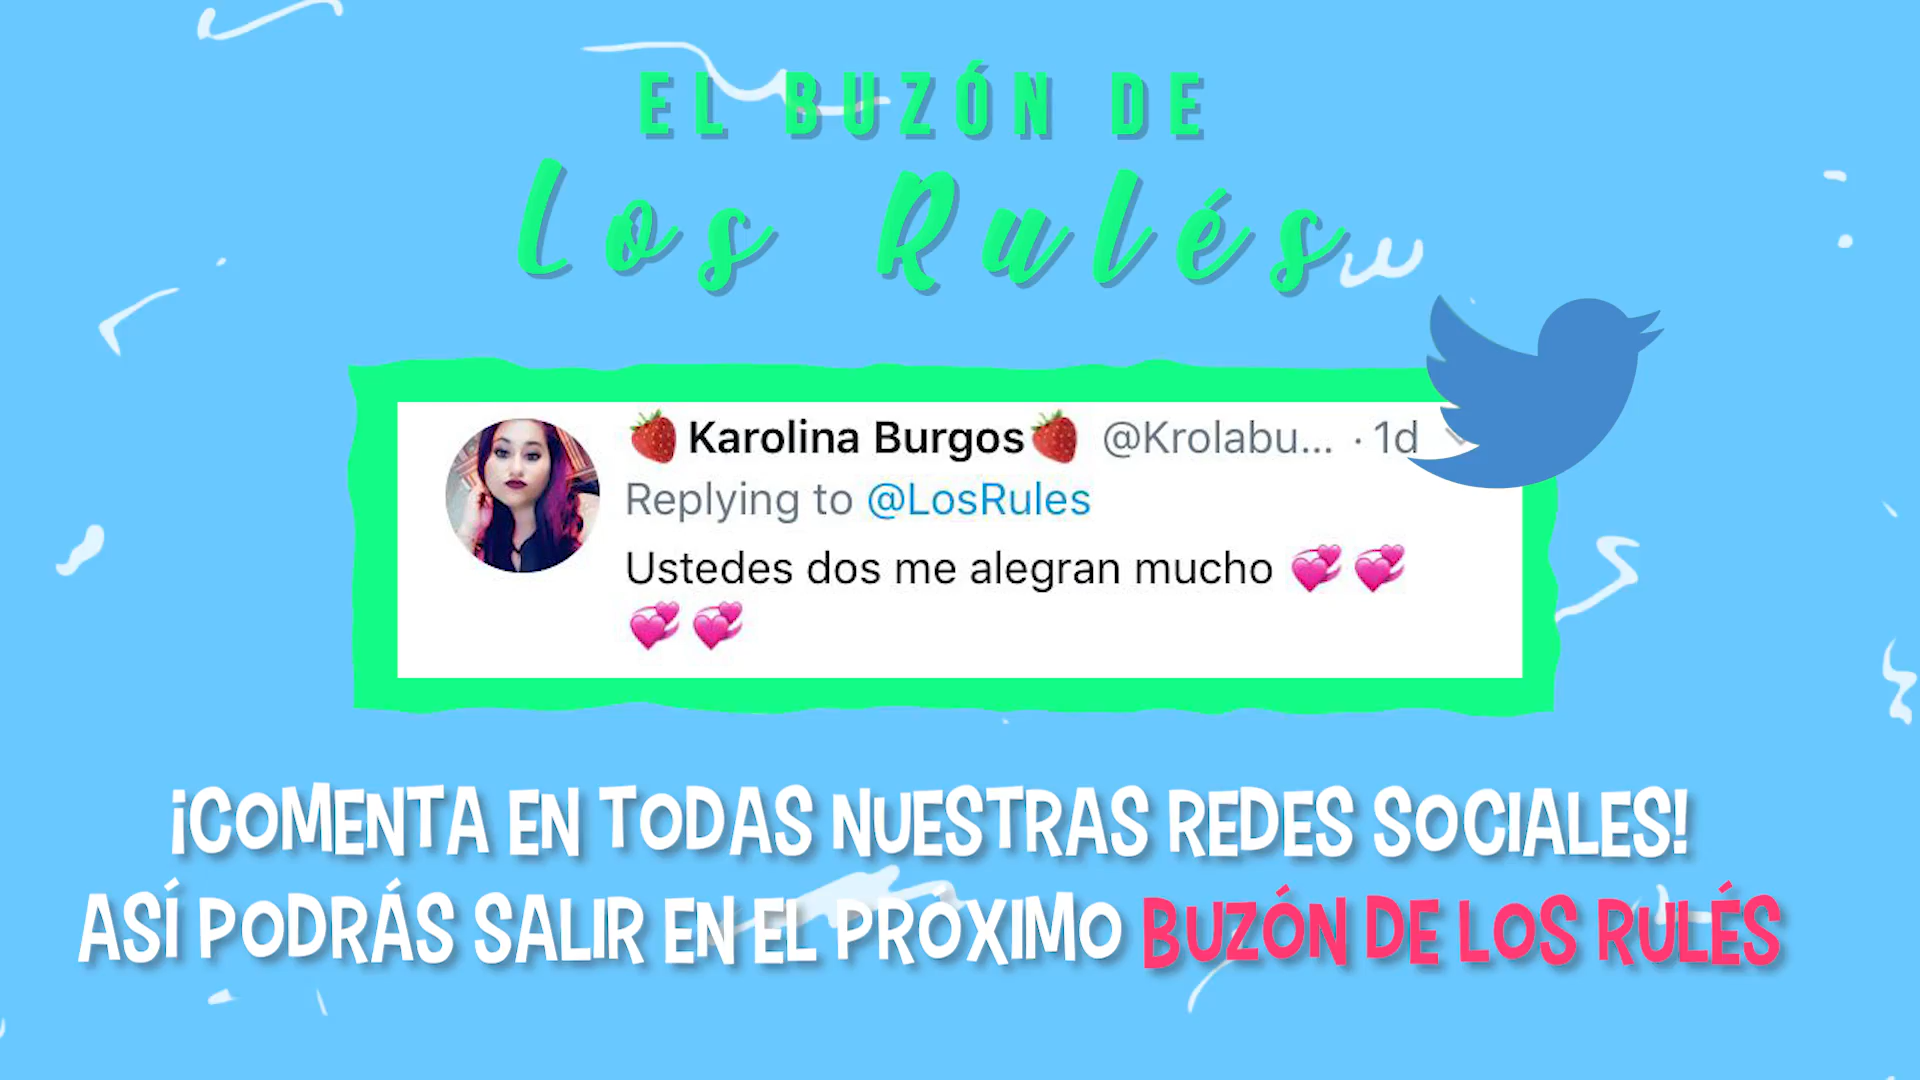 EL BUZÓN DE
Los Rulés
🍓Karolina Burgos🍓 @Krolabu... · 1d
Replying to @LosRules
Ustedes dos me alegran mucho 💞💞
💞💞
¡COMENTA EN TODAS NUESTRAS REDES SOCIALES!
ASÍ PODRÁS SALIR EN EL PRÓXIMO BUZÓN DE LOS RULÉS